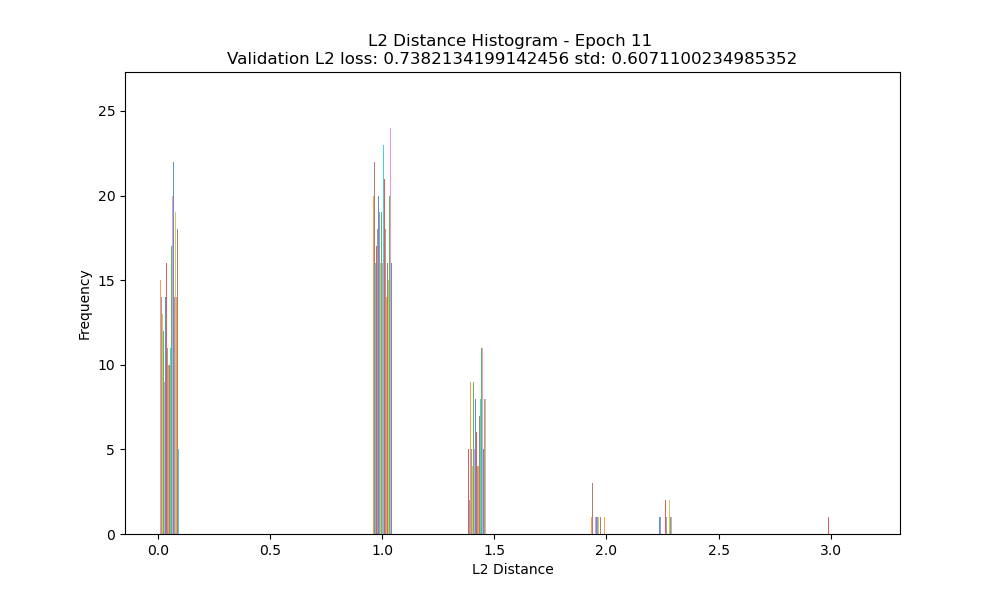 L2 Distance Histogram - Epoch 11
Validation L2 loss: 0.7382134199142456 std: 0.6071100234985352
Frequency
25
20
15
10
5
0
0.0 0.5 1.0 1.5 2.0 2.5 3.0
L2 Distance